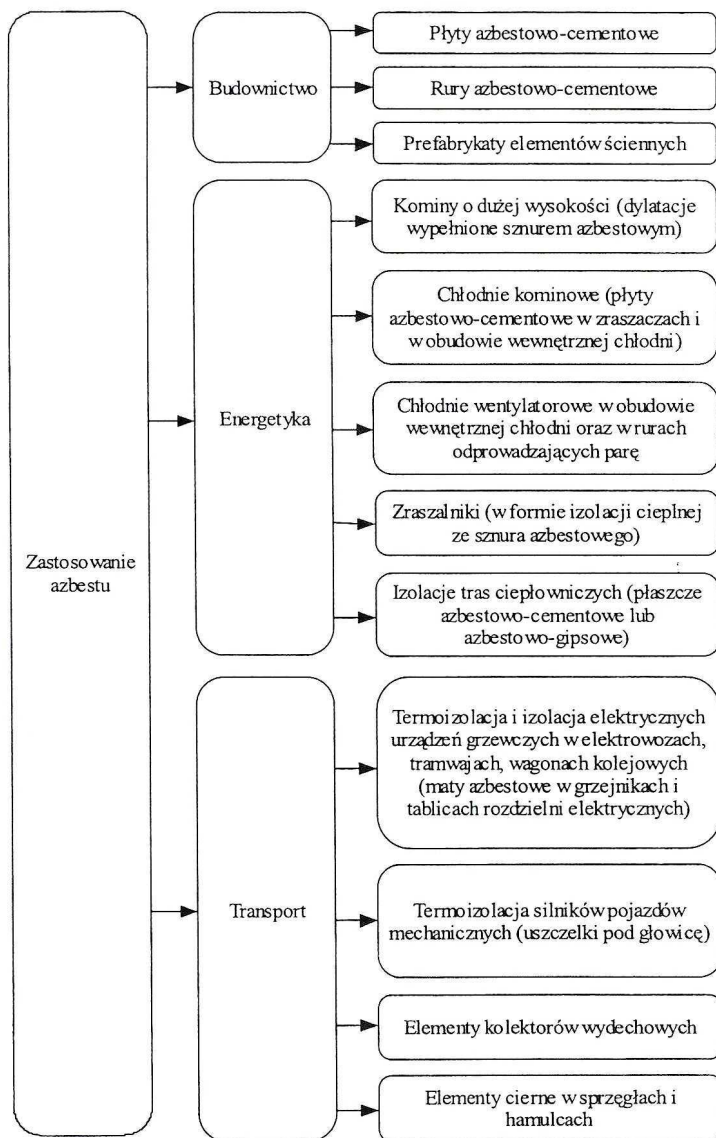 Zastosowanie
azbestu
Budownictwo
Płyty azbestowo-cementowe
Rury azbestowo-cementowe
Prefabrykaty elementów ściennych
Energetyka
Kominy o dużej wysokości (dylatacje
wypełnione sznurem azbestowym)
Chłodnie kominowe (płyty
azbestowo-cementowe w zraszaczach i
w obudowie wewnętrznej chłodni)
Chłodnie wentylatorowe w obudowie
wewnętrznej chłodni oraz w rurach
odprowadzających parę
Zraszalniki (w formie izolacji cieplnej
ze sznura azbestowego)
Izolacje tras ciepłowniczych (płaszcze
azbestowo-cementowe lub
azbestowo-gipsowe)
Transport
Termoizolacja i izolacja elektrycznych
urządzeń grzewczych w elektrowozach,
tramwajach, wagonach kolejowych
(maty azbestowe w grzejnikach i
tablicach rozdzielni elektrycznych)
Termoizolacja silników pojazdów
mechanicznych (uszczelki pod głowicę)
Elementy kolektorów wydechowych
Elementy cierne w sprzęgłach i
hamulcach